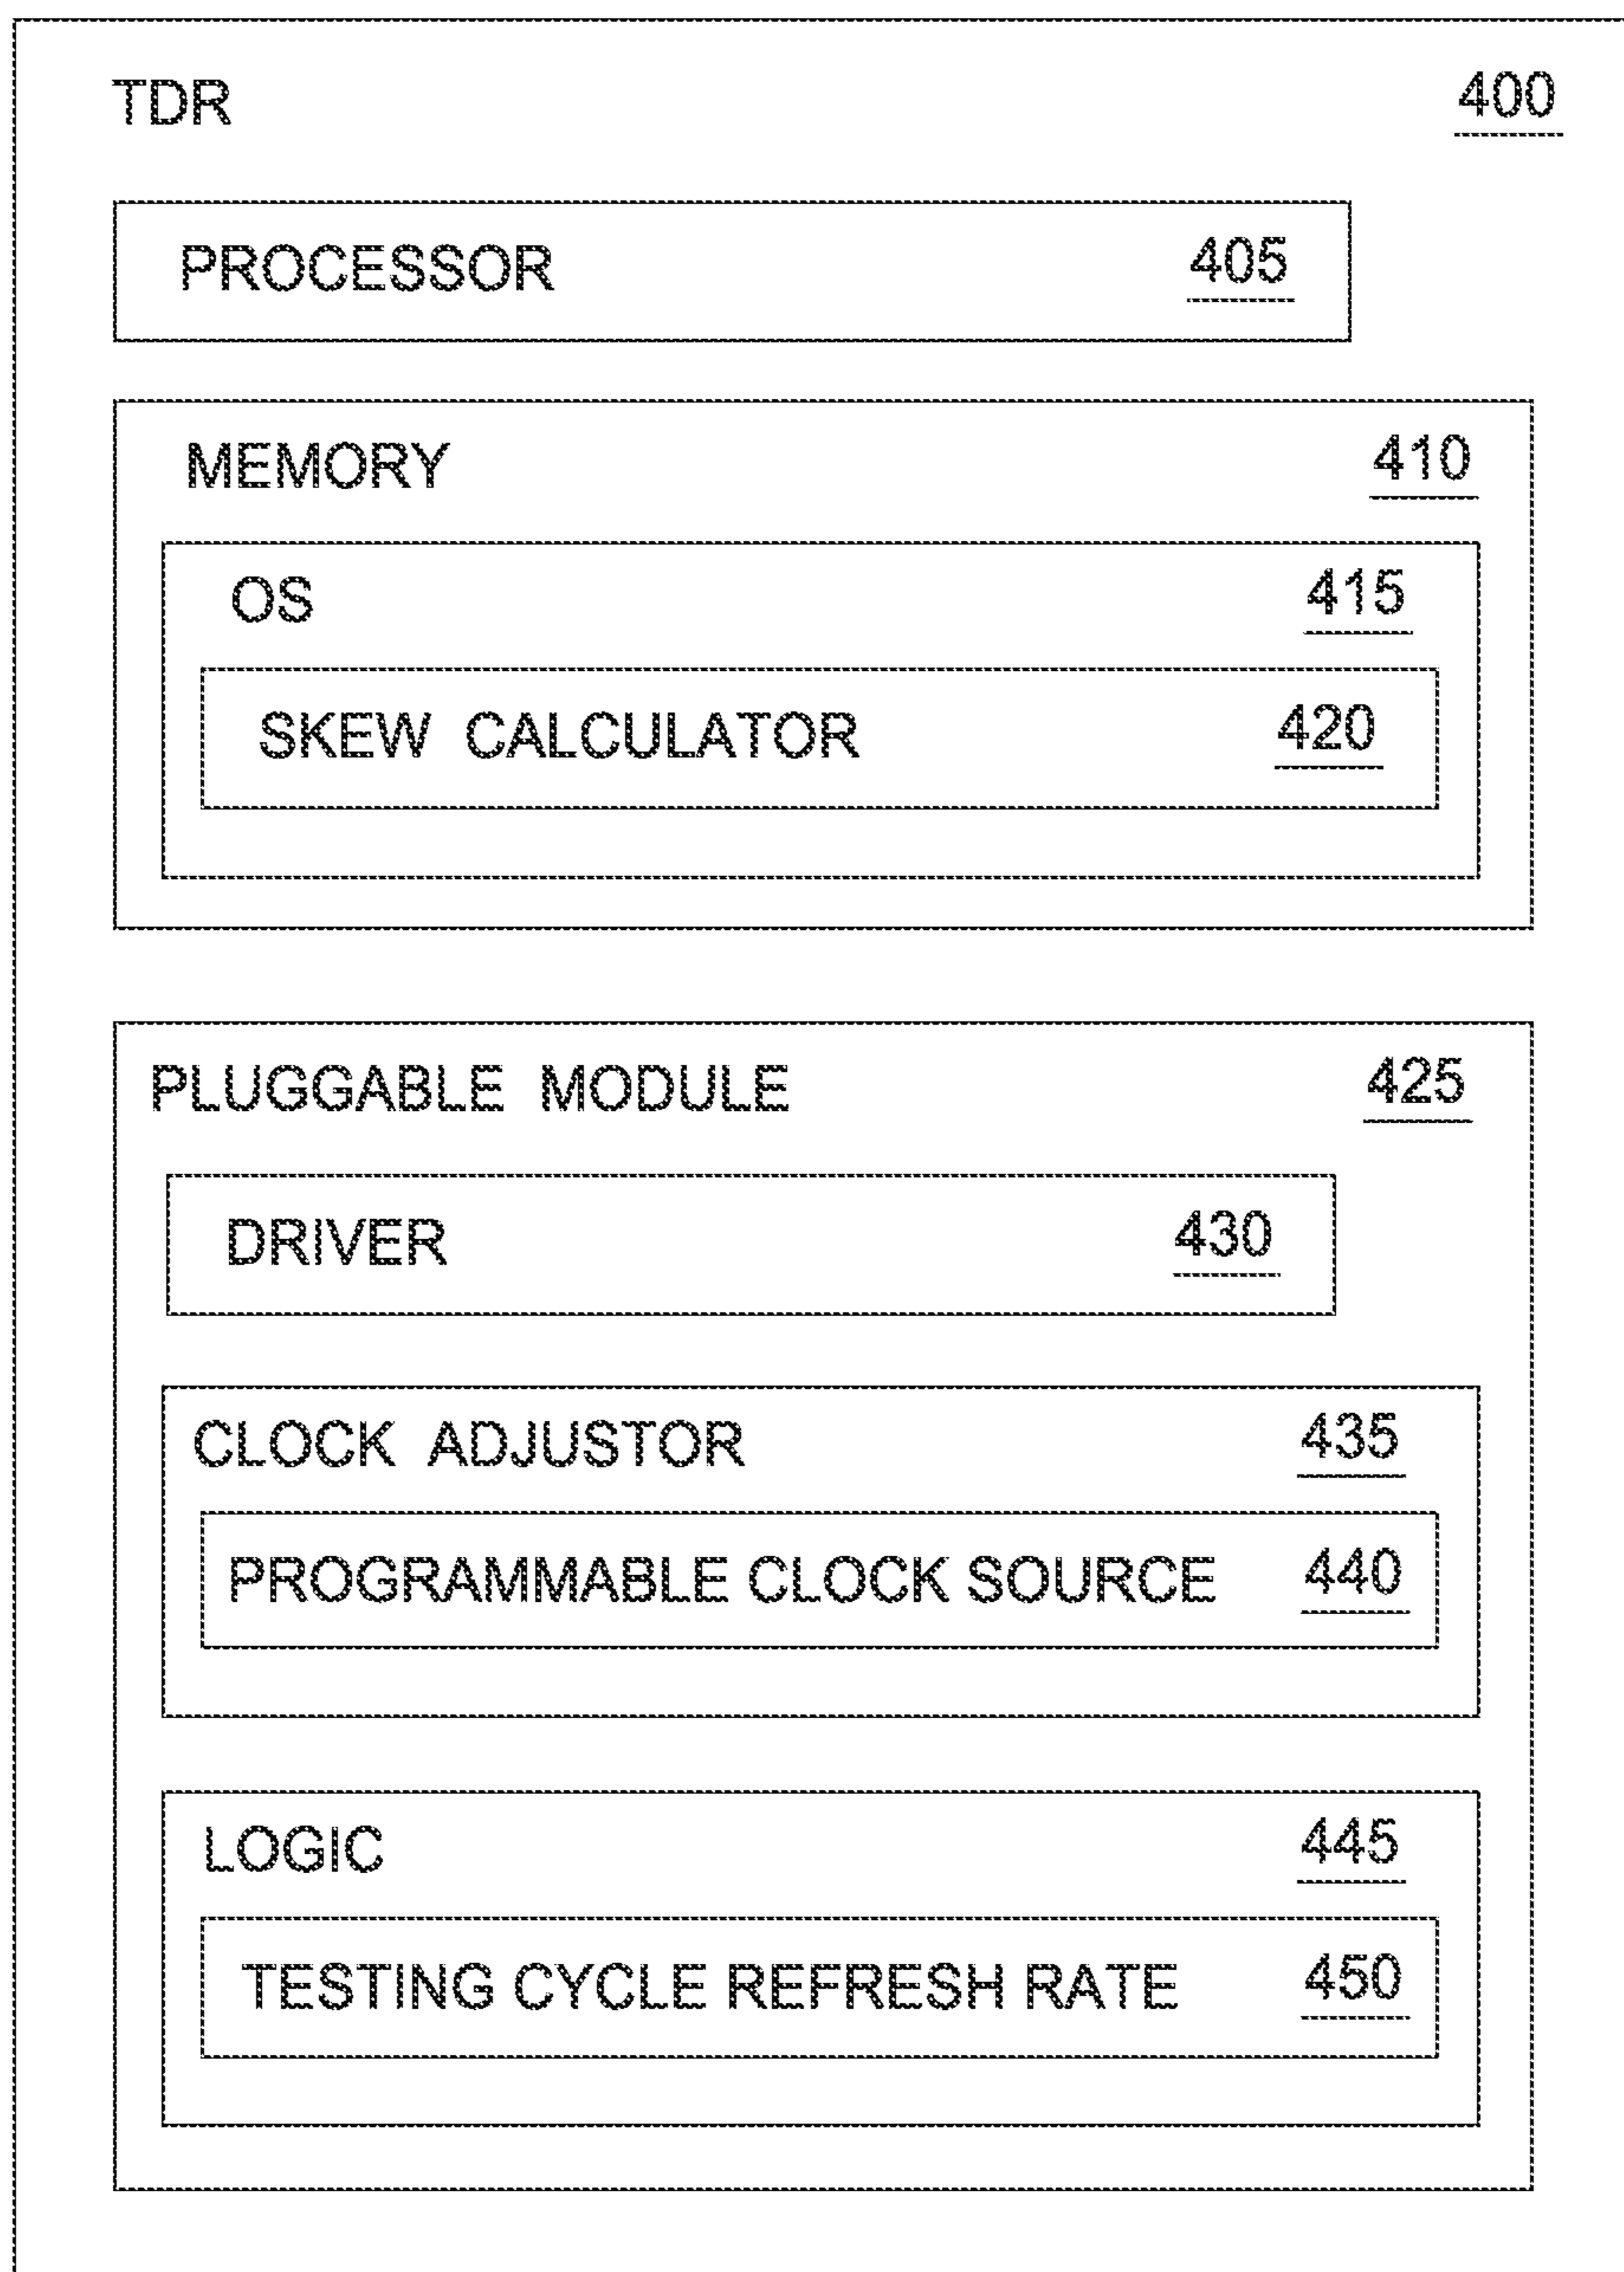 TDR 400
PROCESSOR 405
MEMORY 410
OS 415
SKEW CALCULATOR 420
PLUGGABLE MODULE 425
DRIVER 430
CLOCK ADJUSTOR 435
PROGRAMMABLE CLOCK SOURCE 440
LOGIC 445
TESTING CYCLE REFRESH RATE 450